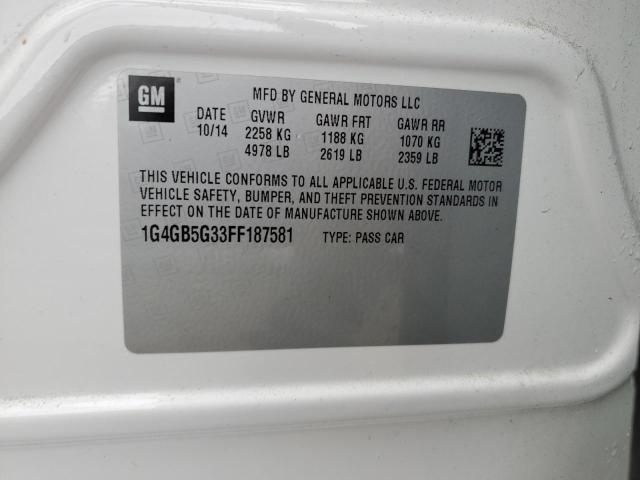 GM
MFD BY GENERAL MOTORS LLC
DATE GVWR GAWR FRT GAWR RR
10/14 2258 KG 1188 KG 1070 KG
4978 LB 2619 LB 2359 LB
THIS VEHICLE CONFORMS TO ALL APPLICABLE U.S. FEDERAL MOTOR
VEHICLE SAFETY, BUMPER, AND THEFT PREVENTION STANDARDS IN
EFFECT ON THE DATE OF MANUFACTURE SHOWN ABOVE.
1G4GB5G33FF187581 TYPE: PASS CAR